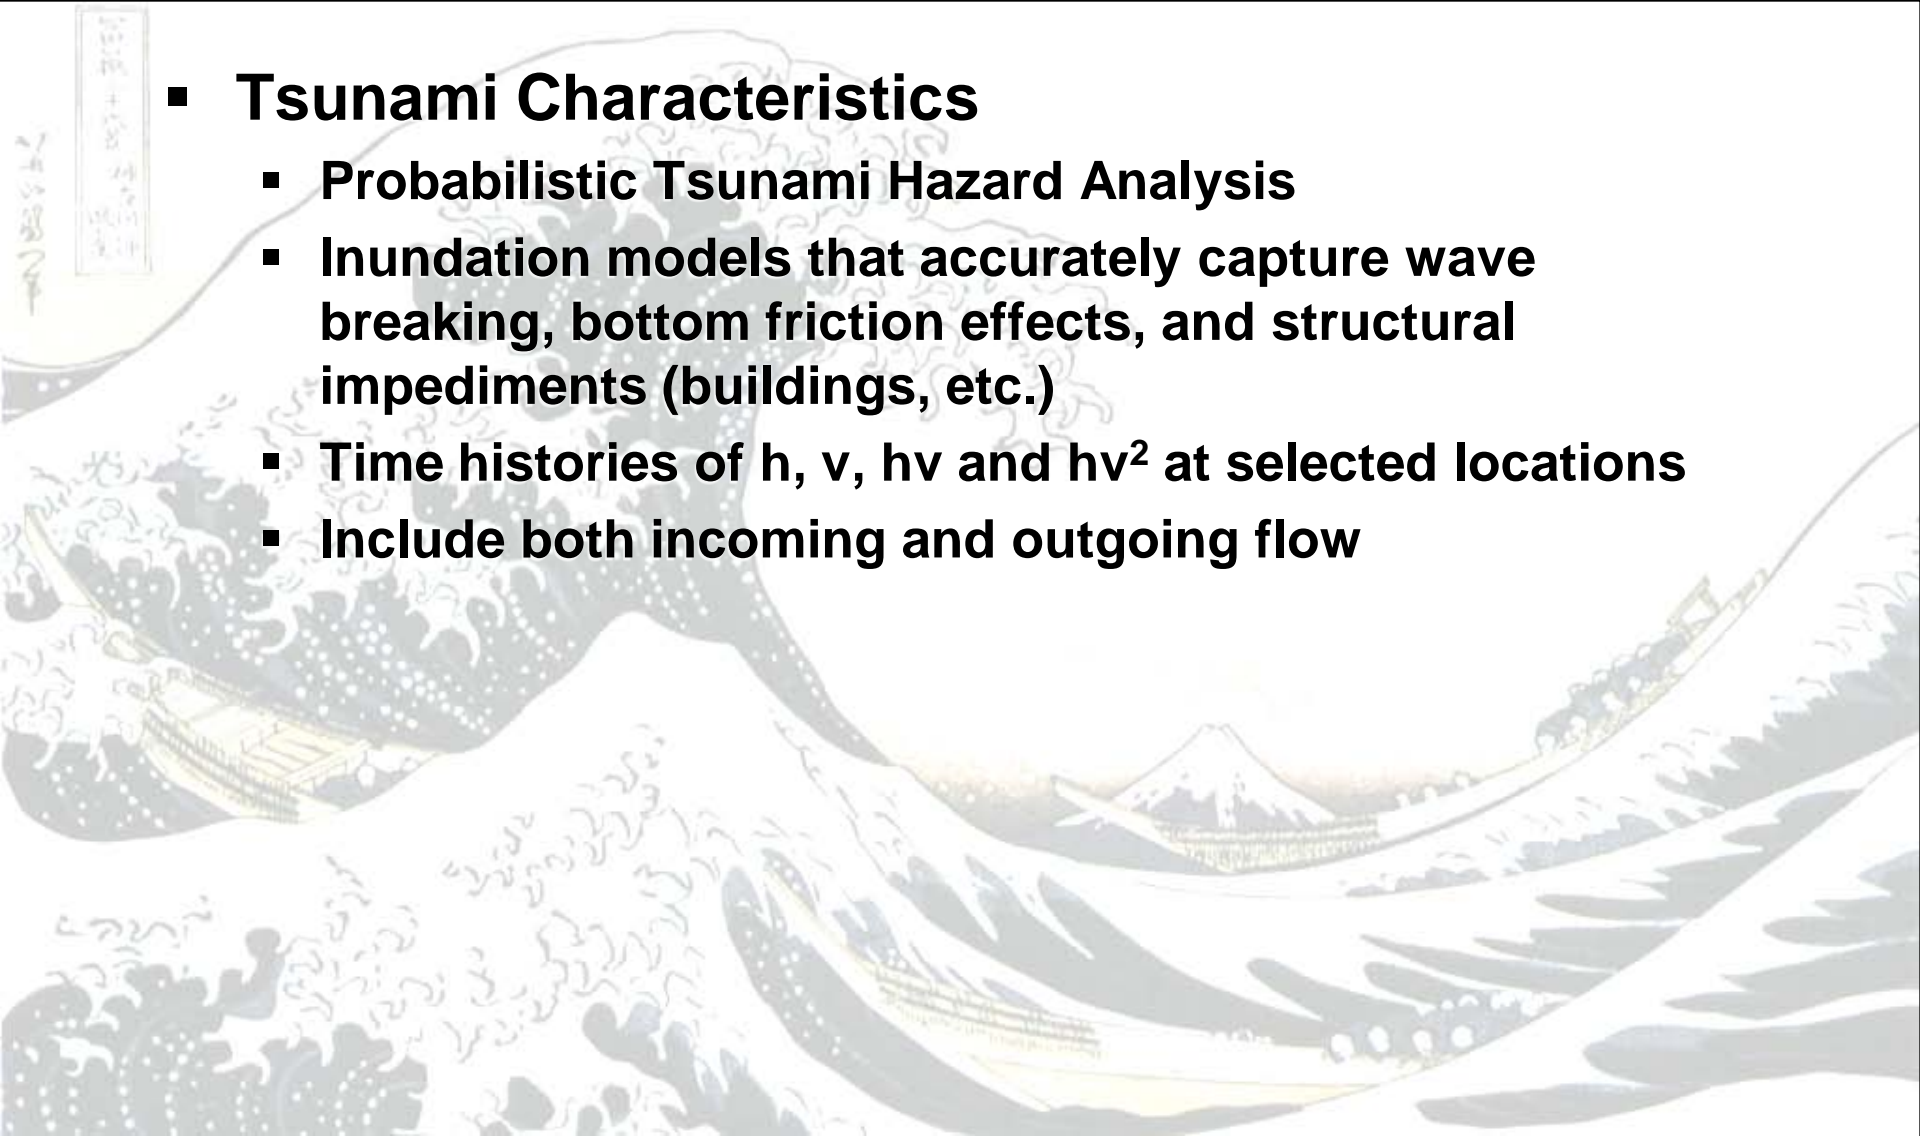 ▪ Tsunami Characteristics
▪ Probabilistic Tsunami Hazard Analysis
▪ Inundation models that accurately capture wave
breaking, bottom friction effects, and structural
impediments (buildings, etc.)
▪ Time histories of h, v, hv and hv² at selected locations
▪ Include both incoming and outgoing flow